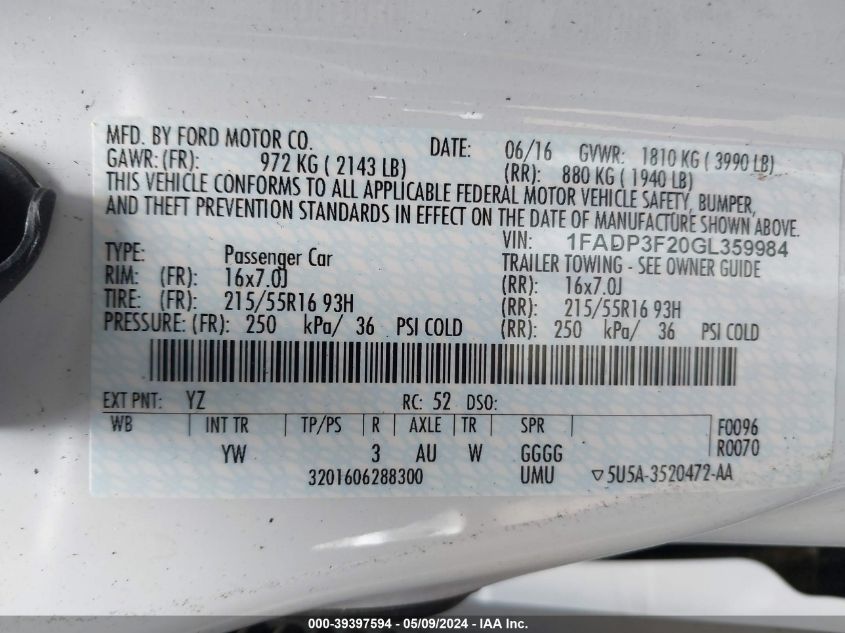 MFD. BY FORD MOTOR CO. DATE: 06/16 GVWR: 1810 KG ( 3990 LB)
GAWR: (FR): 972 KG ( 2143 LB) (RR): 880 KG ( 1940 LB)
THIS VEHICLE CONFORMS TO ALL APPLICABLE FEDERAL MOTOR VEHICLE SAFETY, BUMPER,
AND THEFT PREVENTION STANDARDS IN EFFECT ON THE DATE OF MANUFACTURE SHOWN ABOVE.
VIN: 1FADP3F20GL359984
TYPE: Passenger Car TRAILER TOWING - SEE OWNER GUIDE
RIM: (FR): 16x7.0J (RR): 16x7.0J
TIRE: (FR): 215/55R16 93H (RR): 215/55R16 93H
PRESSURE: (FR): 250 kPa/ 36 PSI COLD (RR): 250 kPa/ 36 PSI COLD
EXT PNT: YZ RC: 52 DSO:
WB INT TR TP/PS R AXLE TR SPR F0096
YW 3 AU W GGGG R0070
3201606288300 UMU ▽5U5A-3520472-AA
000-39397594 - 05/09/2024 - IAA Inc.